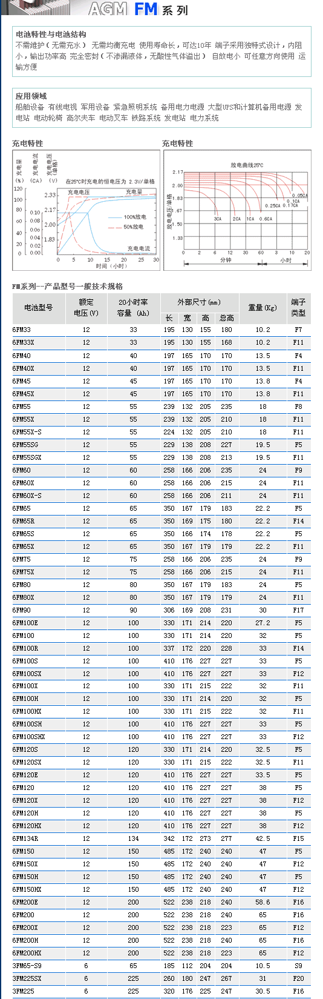 AGM FM 系列
电池特性与电池结构
不需维护(无需充水) 无需均衡充电 使用寿命长，可达10年 端子采用独特式设计，内阻
小，输出功率高 完全密封(不渗漏液体，无酸性气体溢出) 自放电小 可任意方向使用 运
输方便
应用领域
船舶设备 有线电视 军用设备 紧急照明系统 备用电力电源 大型UPS和计算机备用电源 发
电站 电动轮椅 高尔夫车 电动叉车 铁路系统 发电站 电力系统
充电特性 充电特性
充电量 充电电流 充电电压(单格)
(%) (CA) (V)
在25℃时充电的恒电压为 2.3V/单格
充电电压 充电量
120 100 80 60 40 20 0
0.10 0.08 0.06 0.04 0.02 0.00
2.33 2.17 2.00 1.83
100%放电
50%放电
充电电流
0 5 10 15 20 25 30
时间(小时)
放电曲线25℃
放电电压/单格
2.17
2.00
1.83
1.67
1.50
1.33
0.05CA
0.1CA
0.17CA
0.25CA
3CA 2CA 1CA 0.6CA
0 2 6 12 30 60 3 10 20
分钟 小时
FM系列--产品型号一般技术规格
电池型号 额定电压(V) 20小时率容量 (Ah) 外部尺寸(mm) 重量(Kg) 端子类型
长 宽 高 总高
6FM33 12 33 195 130 155 180 10.2 F7
6FM33X 12 33 195 130 155 168 10.2 F11
6FM40 12 40 197 165 170 170 13.5 F4
6FM40X 12 40 197 165 170 170 13.5 F11
6FM45 12 45 197 165 170 170 13.8 F4
6FM45X 12 45 197 165 170 170 13.8 F11
6FM55 12 55 239 132 205 235 18 F8
6FM55X 12 55 239 132 205 210 18 F11
6FM55X-S 12 55 224 132 205 210 18 F11
6FM55SG 12 55 229 138 208 227 19.5 F5
6FM55SGX 12 55 229 138 208 213 19.5 F11
6FM60 12 60 258 166 206 235 24 F9
6FM60X 12 60 258 166 206 215 24 F11
6FM60X-S 12 60 258 166 206 211 24 F11
6FM65 12 65 350 167 179 183 22.2 F5
6FM65R 12 65 350 169 175 180 22.2 F14
6FM65S 12 65 350 166 174 178 22.2 F5
6FM65X 12 65 350 167 179 179 22.2 F11
6FM75 12 75 258 166 206 235 24 F9
6FM75X 12 75 258 166 206 215 24 F11
6FM80 12 80 350 167 179 183 24 F5
6FM80X 12 80 350 167 179 179 24 F11
6FM90 12 90 306 169 208 231 30 F17
6FM100E 12 100 330 171 214 220 27.2 F5
6FM100 12 100 330 171 214 220 32 F5
6FM100R 12 100 337 172 220 228 33 F14
6FM100S 12 100 410 176 227 227 33 F5
6FM100SX 12 100 410 176 227 227 33 F12
6FM100X 12 100 330 171 215 222 32 F11
6FM100H 12 100 330 171 214 220 32 F5
6FM100HX 12 100 330 171 215 222 32 F11
6FM100SH 12 100 410 176 227 227 33 F5
6FM100SHX 12 100 410 176 227 227 33 F12
6FM120S 12 120 330 171 214 220 32.5 F5
6FM120SX 12 120 330 171 215 222 32.5 F11
6FM120E 12 120 410 176 227 227 33.5 F5
6FM120 12 120 410 176 227 227 38 F5
6FM120X 12 120 410 176 227 227 38 F12
6FM120H 12 120 410 176 227 227 38 F5
6FM120HX 12 120 410 176 227 227 38 F12
6FM134R 12 134 342 172 273 277 42.5 F15
6FM150 12 150 485 172 240 240 47 F5
6FM150X 12 150 485 172 240 240 47 F12
6FM150H 12 150 485 172 240 240 47 F5
6FM150HX 12 150 485 172 240 240 47 F12
6FM200E 12 200 522 238 218 240 58.6 F16
6FM200 12 200 522 238 218 240 65 F16
6FM200X 12 200 522 238 218 223 65 F12
6FM200H 12 200 522 238 218 240 65 F16
6FM200HX 12 200 522 238 218 223 65 F12
3FM65-S9 6 65 185 112 204 204 10.5 S9
3FM225SX 6 225 260 180 247 267 31 F20
3FM225 6 225 320 176 225 247 30.5 F16